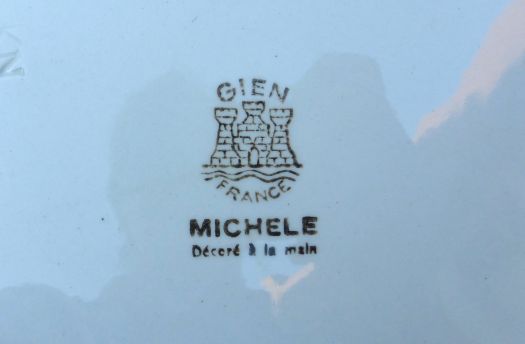 GIEN
FRANCE
MICHELE
Décoré à la main